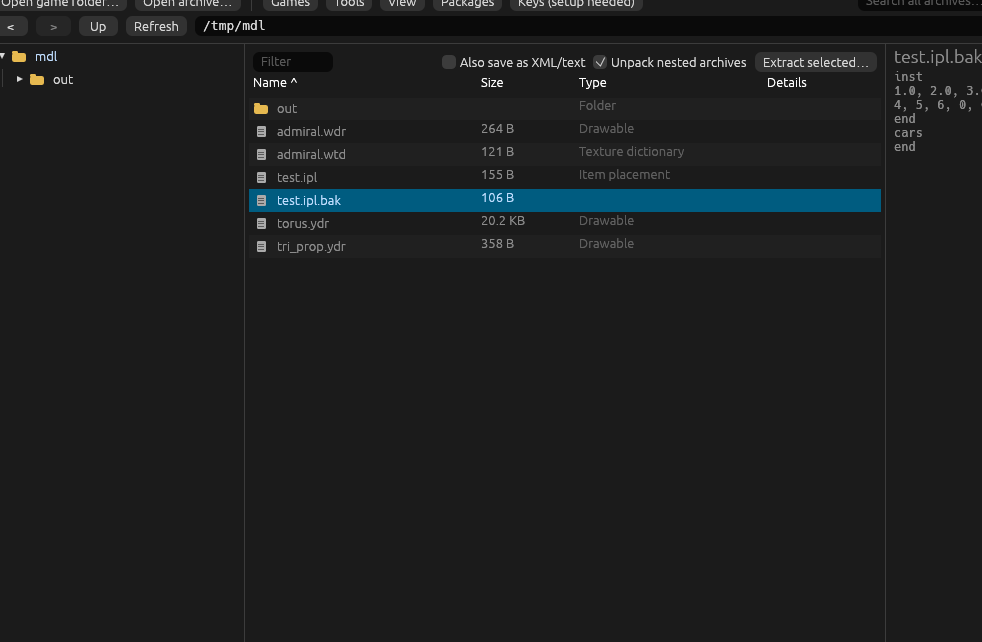 Open game folder... Open archive... Games Tools View Packages Keys (setup needed) Search all archives...
< > Up Refresh /tmp/mdl
mdl
out
Filter Also save as XML/text Unpack nested archives Extract selected...
Name ^ Size Type Details
out Folder
admiral.wdr 264 B Drawable
admiral.wtd 121 B Texture dictionary
test.ipl 155 B Item placement
test.ipl.bak 106 B
torus.ydr 20.2 KB Drawable
tri_prop.ydr 358 B Drawable
test.ipl.bak
inst
1.0, 2.0, 3.
4, 5, 6, 0,
end
cars
end